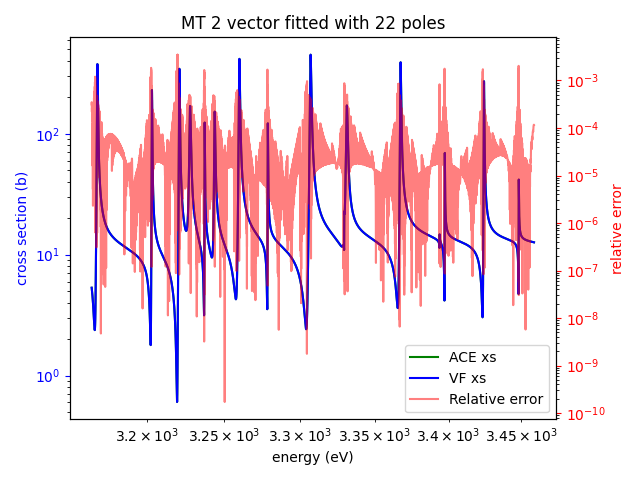 MT 2 vector fitted with 22 poles
cross section (b)
10² 10¹ 10⁰
10⁻³ 10⁻⁴ 10⁻⁵ 10⁻⁶ 10⁻⁷ 10⁻⁸ 10⁻⁹ 10⁻¹⁰
relative error
ACE xs
VF xs
Relative error
3.2 × 10³ 3.25 × 10³ 3.3 × 10³ 3.35 × 10³ 3.4 × 10³ 3.45 × 10³
energy (eV)